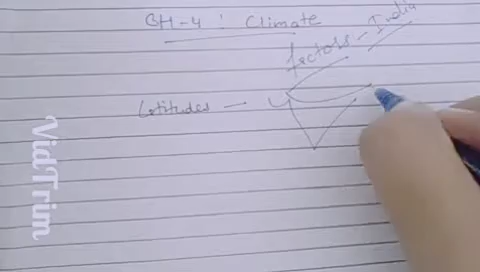 CH-4 : Climate
factors - India
Latitudes -
VidTrim